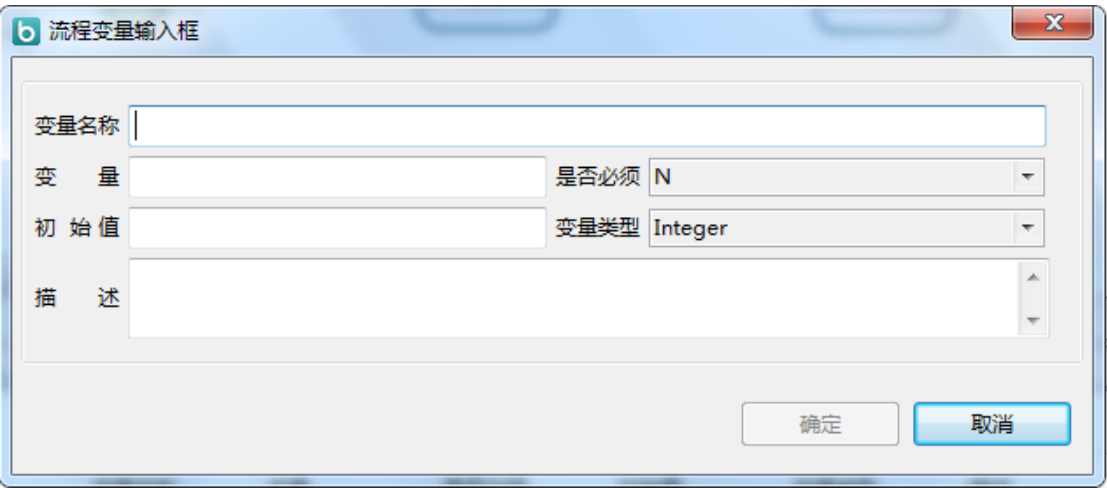 流程变量输入框
变量名称
变 量 是否必须 N
初 始 值 变量类型 Integer
描 述
确定 取消